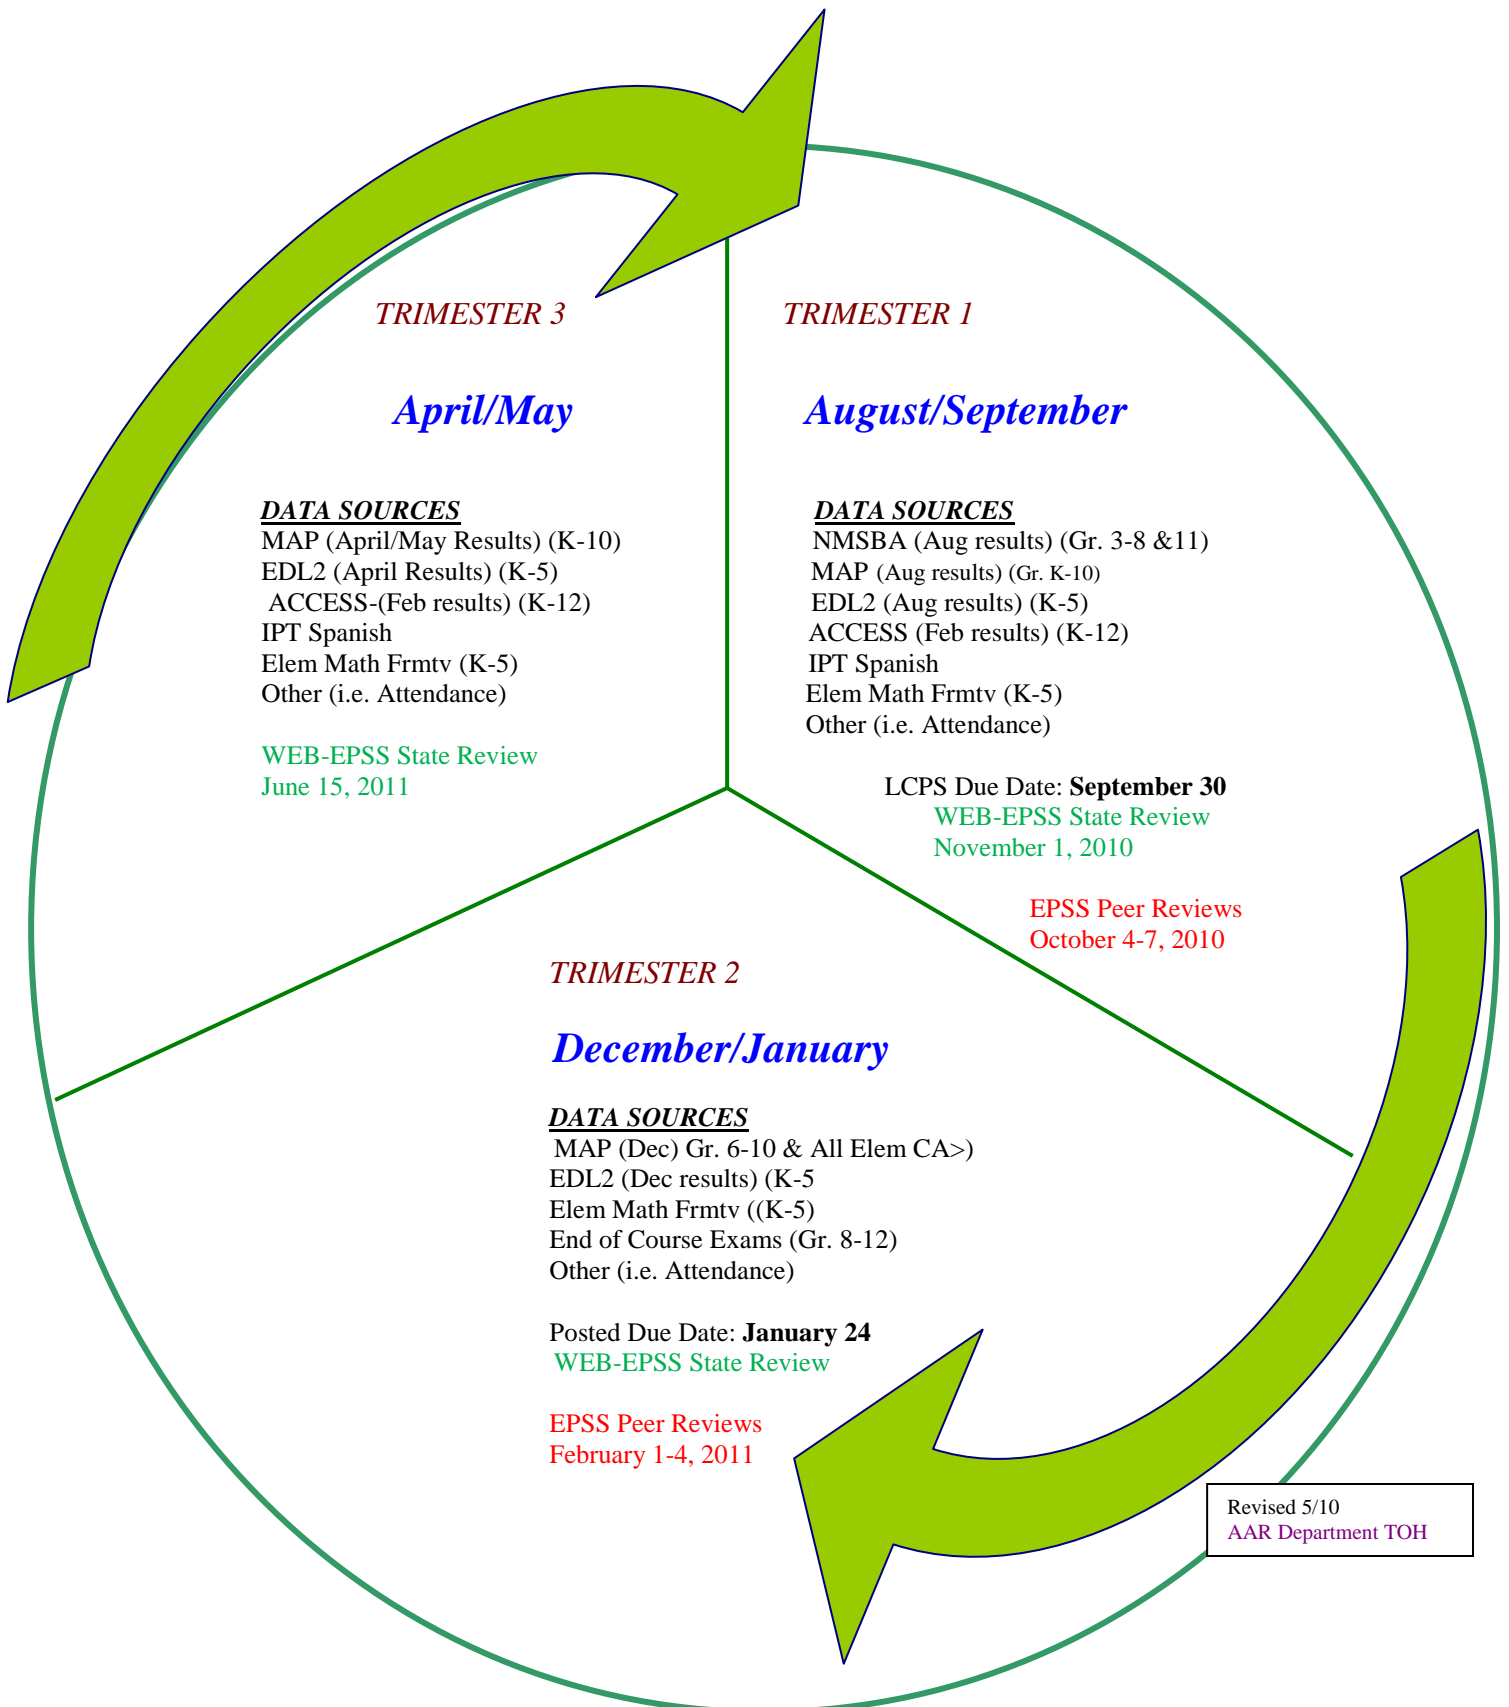 TRIMESTER 3
April/May
DATA SOURCES
MAP (April/May Results) (K-10)
EDL2 (April Results) (K-5)
ACCESS-(Feb results) (K-12)
IPT Spanish
Elem Math Frmtv (K-5)
Other (i.e. Attendance)
WEB-EPSS State Review
June 15, 2011
TRIMESTER 1
August/September
DATA SOURCES
NMSBA (Aug results) (Gr. 3-8 &11)
MAP (Aug results) (Gr. K-10)
EDL2 (Aug results) (K-5)
ACCESS (Feb results) (K-12)
IPT Spanish
Elem Math Frmtv (K-5)
Other (i.e. Attendance)
LCPS Due Date: September 30
WEB-EPSS State Review
November 1, 2010
EPSS Peer Reviews
October 4-7, 2010
TRIMESTER 2
December/January
DATA SOURCES
MAP (Dec) Gr. 6-10 & All Elem CA>)
EDL2 (Dec results) (K-5
Elem Math Frmtv ((K-5)
End of Course Exams (Gr. 8-12)
Other (i.e. Attendance)
Posted Due Date: January 24
WEB-EPSS State Review
EPSS Peer Reviews
February 1-4, 2011
Revised 5/10
AAR Department TOH